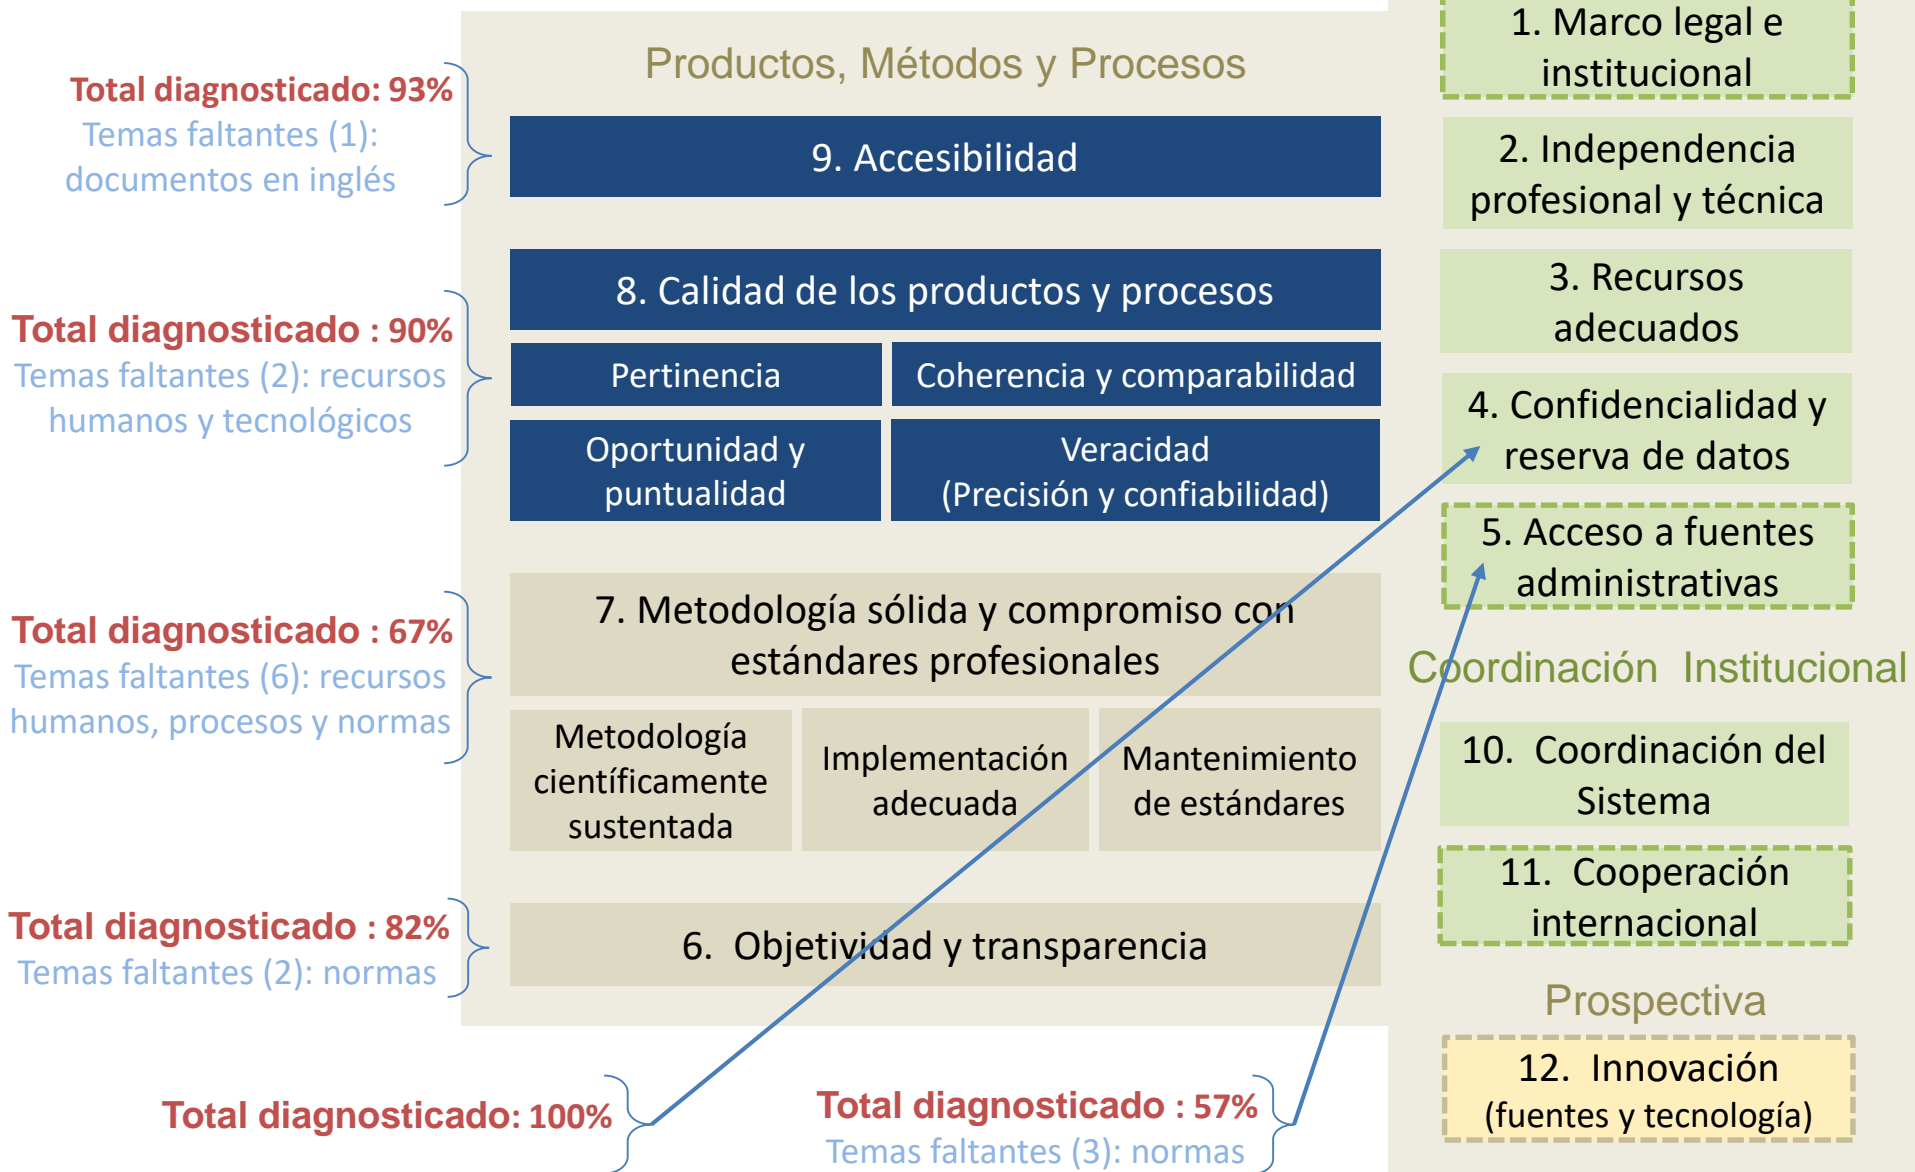 Productos, Métodos y Procesos
Total diagnosticado: 93%
Temas faltantes (1):
documentos en inglés
9. Accesibilidad
Total diagnosticado : 90%
Temas faltantes (2): recursos
humanos y tecnológicos
8. Calidad de los productos y procesos
Pertinencia
Coherencia y comparabilidad
Oportunidad y
puntualidad
Veracidad
(Precisión y confiabilidad)
Total diagnosticado : 67%
Temas faltantes (6): recursos
humanos, procesos y normas
7. Metodología sólida y compromiso con
estándares profesionales
Metodología
científicamente
sustentada
Implementación
adecuada
Mantenimiento
de estándares
Total diagnosticado : 82%
Temas faltantes (2): normas
6. Objetividad y transparencia
Total diagnosticado: 100%
Total diagnosticado : 57%
Temas faltantes (3): normas
1. Marco legal e
institucional
2. Independencia
profesional y técnica
3. Recursos
adecuados
4. Confidencialidad y
reserva de datos
5. Acceso a fuentes
administrativas
Coordinación Institucional
10. Coordinación del
Sistema
11. Cooperación
internacional
Prospectiva
12. Innovación
(fuentes y tecnología)